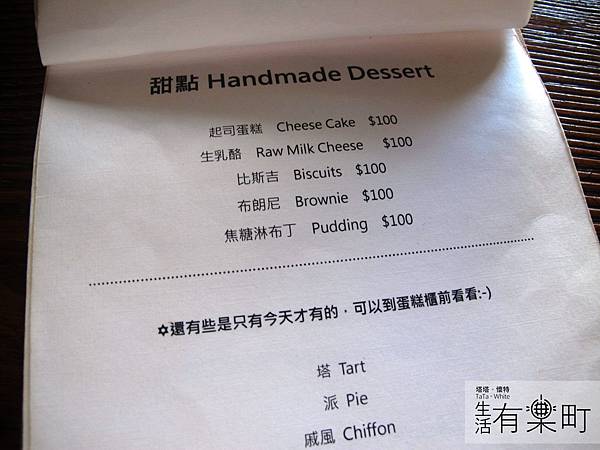 甜點 Handmade Dessert
起司蛋糕 Cheese Cake $100
生乳酪 Raw Milk Cheese $100
比斯吉 Biscuits $100
布朗尼 Brownie $100
焦糖淋布丁 Pudding $100
✡還有些是只有今天才有的，可以到蛋糕櫃前看看:-)
塔 Tart
派 Pie
戚風 Chiffon
塔塔、懷特
TaTa、White
生活有樂町